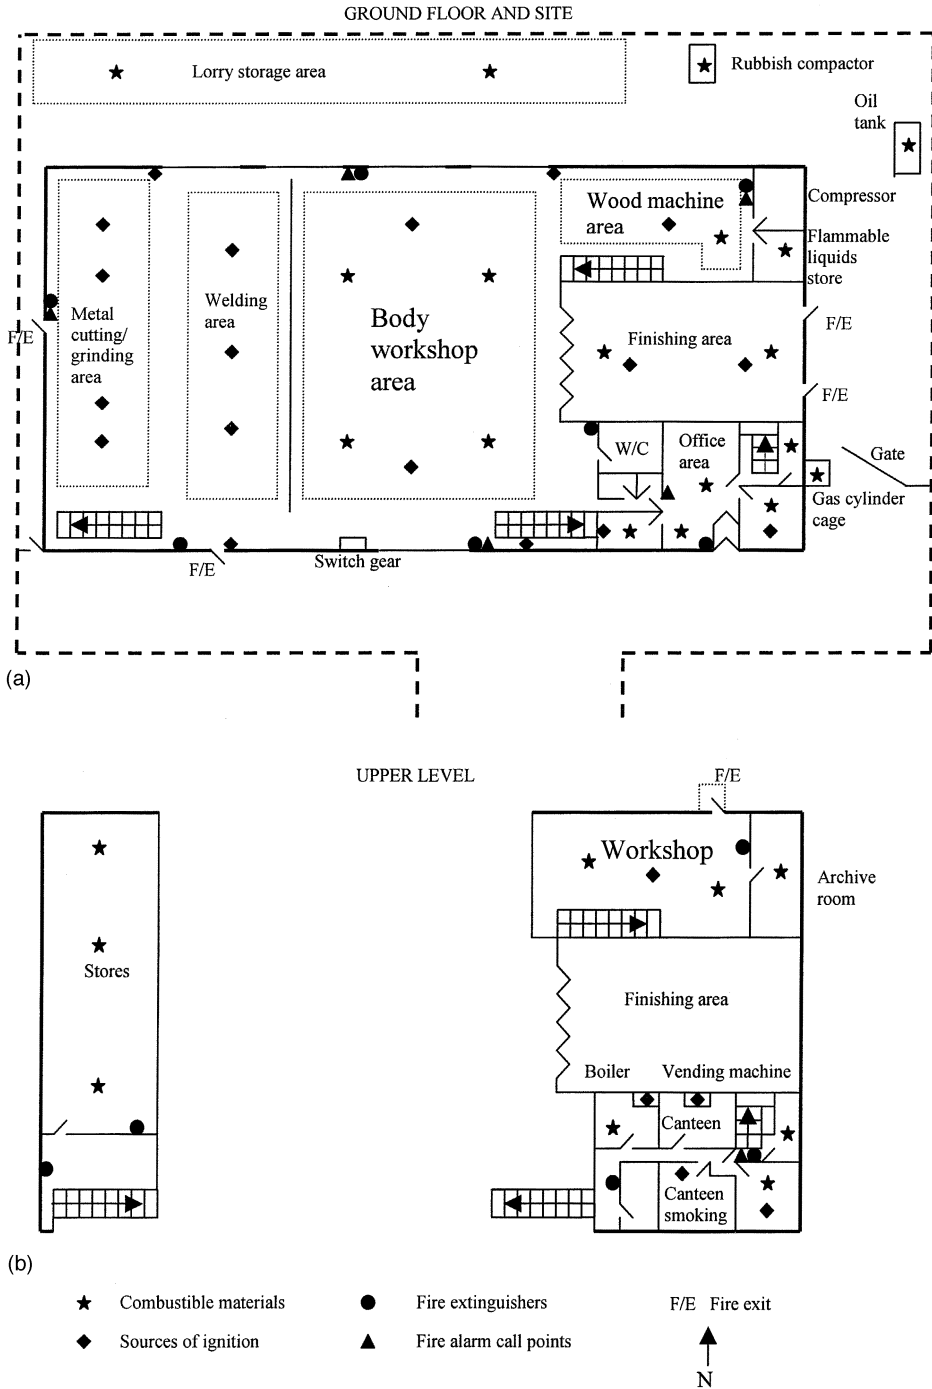 GROUND FLOOR AND SITE
Lorry storage area
Rubbish compactor
Oil
tank
Wood machine
area
Compressor
Flammable
liquids
store
F/E
Metal
cutting/
grinding
area
Welding
area
Body
workshop
area
Finishing area
F/E
F/E
W/C
Office
area
Gate
Gas cylinder
cage
F/E
Switch gear
(a)
UPPER LEVEL
F/E
Workshop
Archive
room
Stores
Finishing area
Boiler
Vending machine
Canteen
Canteen
smoking
(b)
Combustible materials
Fire extinguishers
F/E Fire exit
Sources of ignition
Fire alarm call points
N